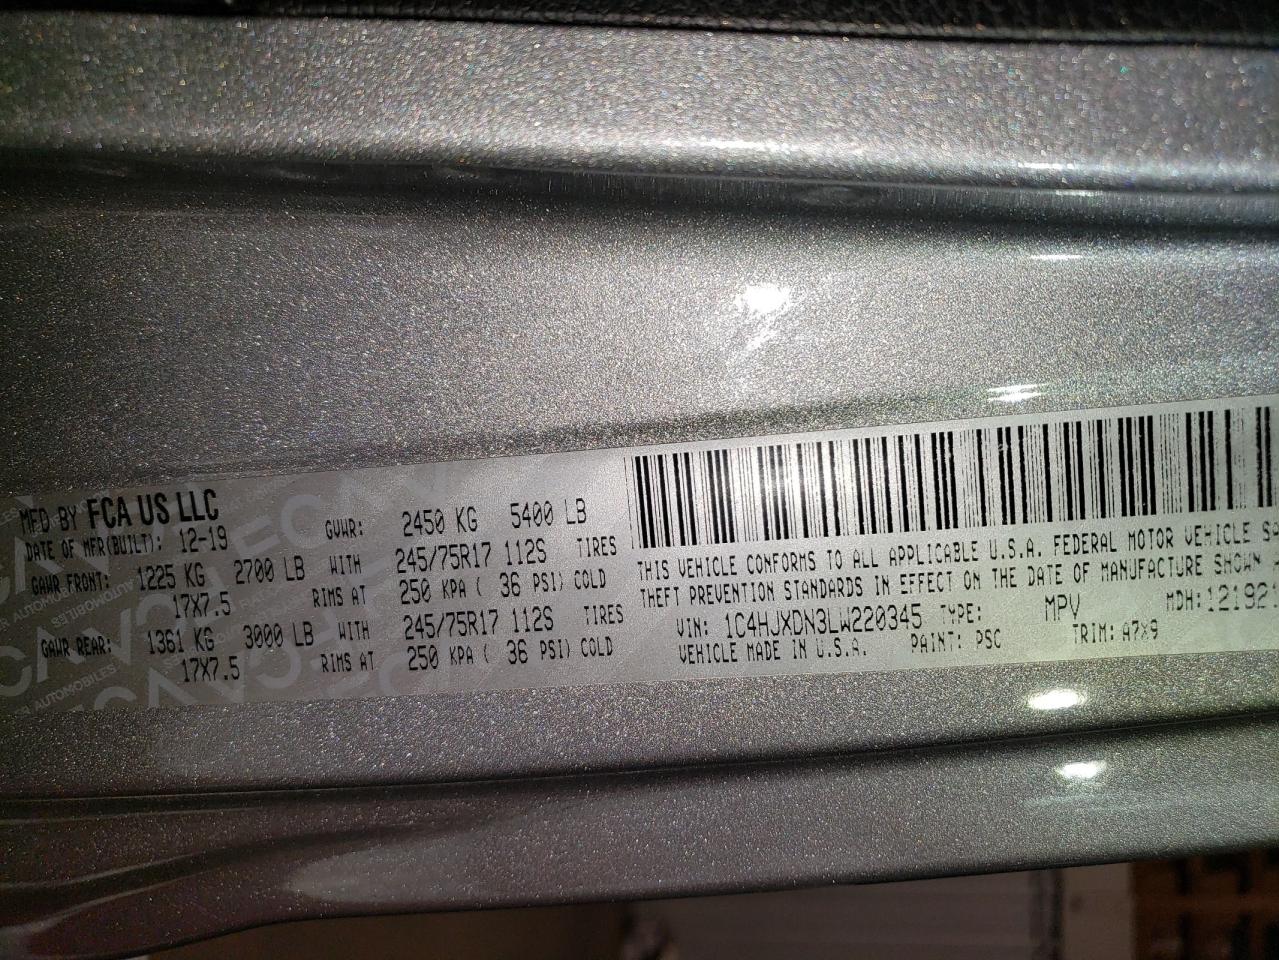 MFD BY FCA US LLC
DATE OF MFR(BUILT): 12-19 GVWR: 2450 KG 5400 LB
GAWR FRONT: 1225 KG 2700 LB WITH 245/75R17 112S TIRES
17X7.5 RIMS AT 250 KPA ( 36 PSI) COLD
GAWR REAR: 1361 KG 3000 LB WITH 245/75R17 112S TIRES
17X7.5 RIMS AT 250 KPA ( 36 PSI) COLD
THIS VEHICLE CONFORMS TO ALL APPLICABLE U.S.A. FEDERAL MOTOR VEHICLE
THEFT PREVENTION STANDARDS IN EFFECT ON THE DATE OF MANUFACTURE SHOWN
VIN: 1C4HJXDN3LW220345 TYPE: MPV MDH: 12192
VEHICLE MADE IN U.S.A. PAINT: PSC TRIM: A7X9